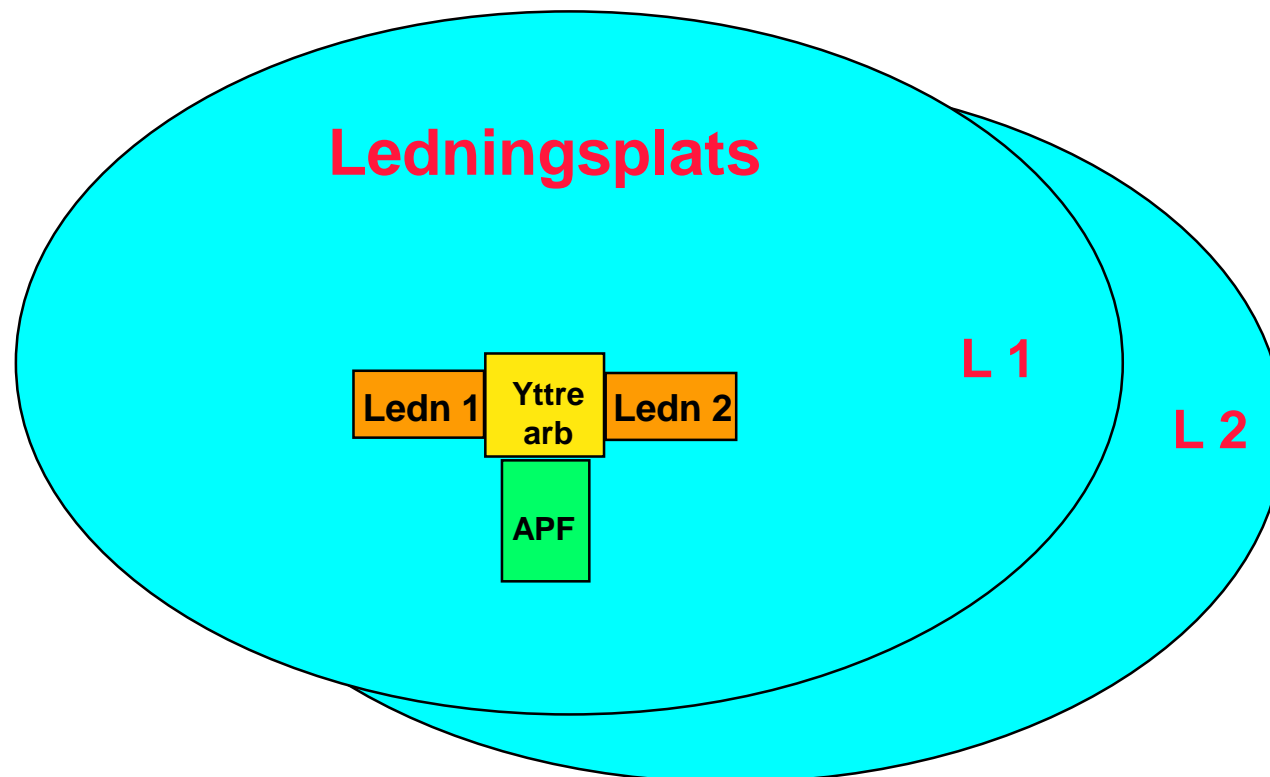 Ledningsplats
L 1
L 2
Ledn 1
Yttre
arb
Ledn 2
APF